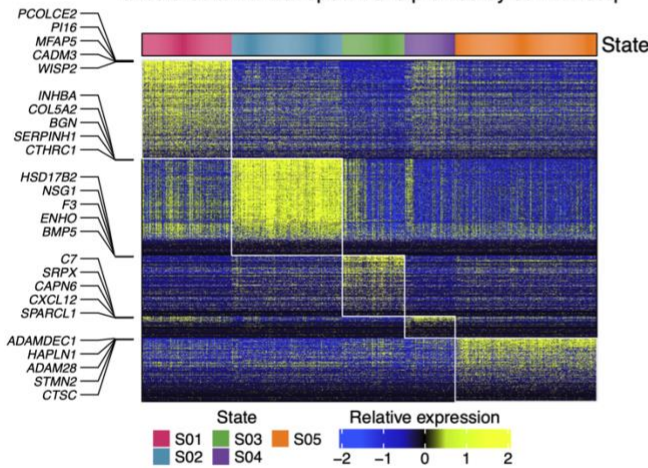 PCOLCE2
PI16
MFAP5
CADM3
WISP2
State
INHBA
COL5A2
BGN
SERPINH1
CTHRC1
HSD17B2
NSG1
F3
ENHO
BMP5
C7
SRPX
CAPN6
CXCL12
SPARCL1
ADAMDEC1
HAPLN1
ADAM28
STMN2
CTSC
State
S01 S03 S05
S02 S04
Relative expression
−2 −1 0 1 2